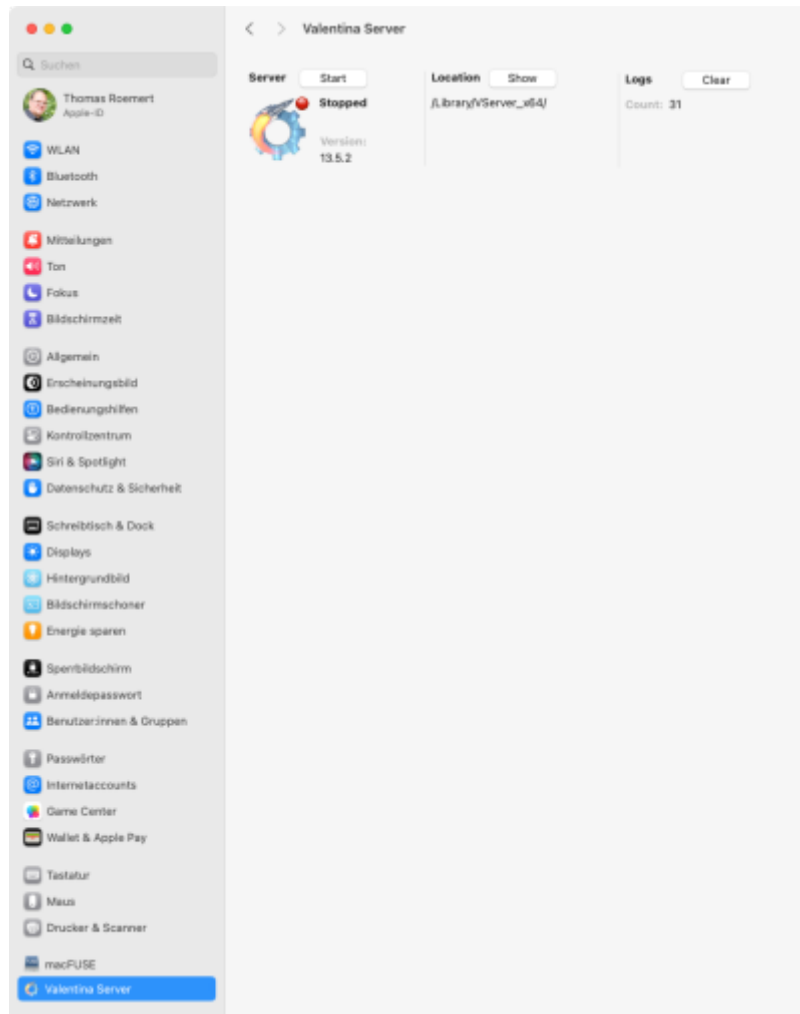 Valentina Server
Suchen
Thomas Roemert
Apple-ID
WLAN
Bluetooth
Netzwerk
Mitteilungen
Ton
Fokus
Bildschirmzeit
Allgemein
Erscheinungsbild
Bedienungshilfen
Kontrollzentrum
Siri & Spotlight
Datenschutz & Sicherheit
Schreibtisch & Dock
Displays
Hintergrundbild
Bildschirmschoner
Energie sparen
Sperrbildschirm
Anmeldepasswort
Benutzer:innen & Gruppen
Passwörter
Internetaccounts
Game Center
Wallet & Apple Pay
Tastatur
Maus
Drucker & Scanner
macFUSE
Valentina Server
Server Start
Stopped
Version:
13.5.2
Location Show
/Library/VServer_x64/
Logs Clear
Count: 31